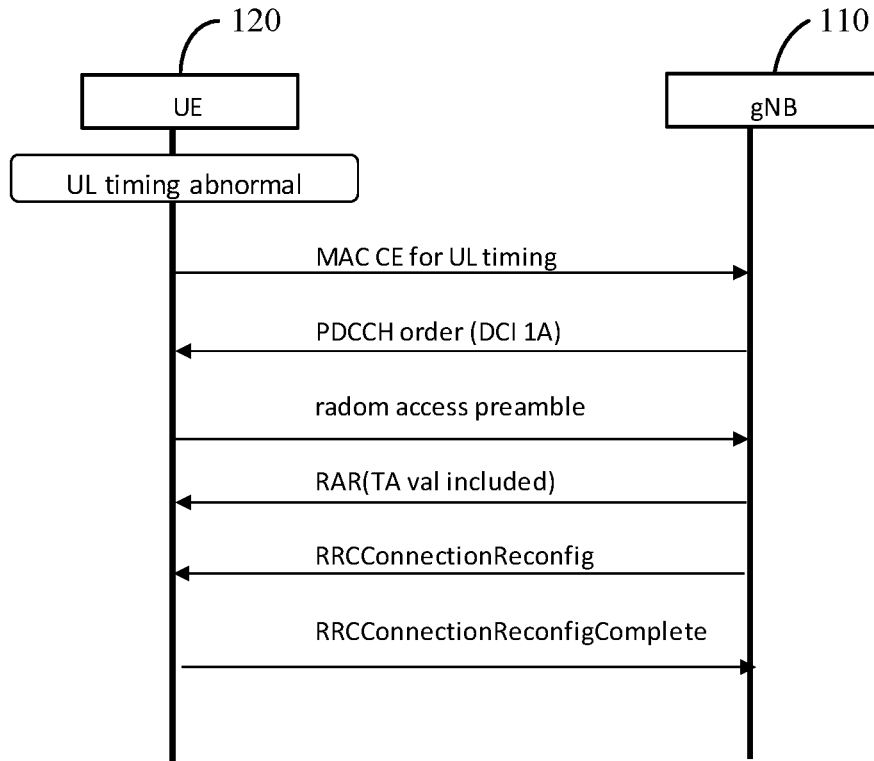 120
110
UE
gNB
UL timing abnormal
MAC CE for UL timing
PDCCH order (DCI 1A)
radom access preamble
RAR(TA val included)
RRCConnectionReconfig
RRCConnectionReconfigComplete